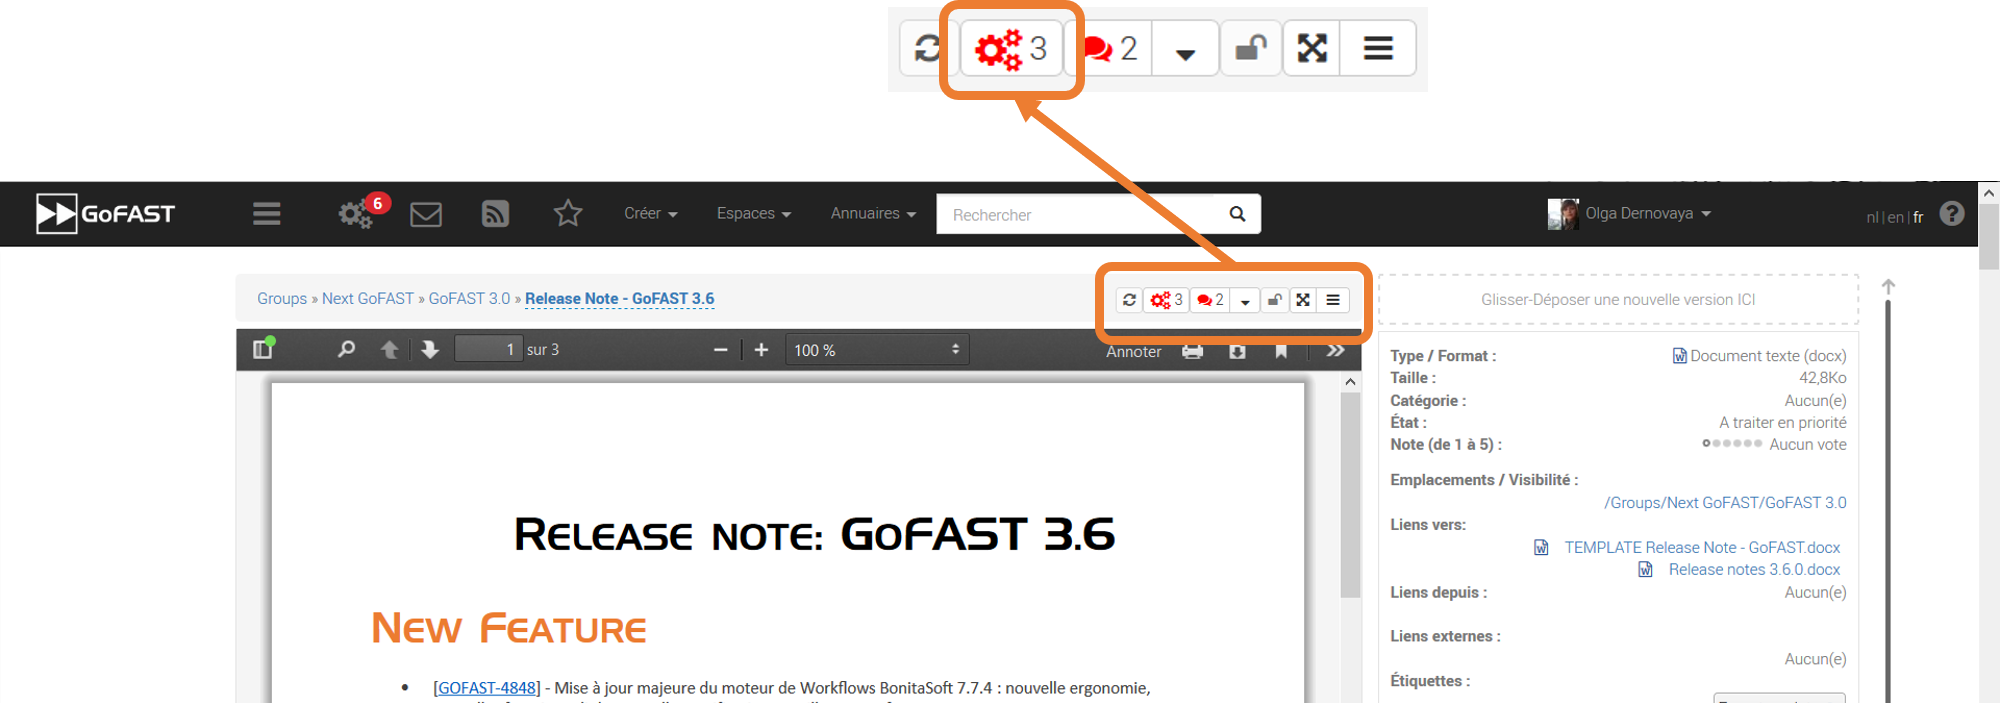 3 2
GoFAST 6 Créer Espaces Annuaires Rechercher Olga Dernovaya nl | en | fr ?
Groups » Next GoFAST » GoFAST 3.0 » Release Note - GoFAST 3.6 3 2
Glisser-Déposer une nouvelle version ICI
1 sur 3 100 % Annoter
Release note: GoFAST 3.6
New Feature
• [GOFAST-4848] - Mise à jour majeure du moteur de Workflows BonitaSoft 7.7.4 : nouvelle ergonomie,
Type / Format : Document texte (docx)
Taille : 42,8Ko
Catégorie : Aucun(e)
État : A traiter en priorité
Note (de 1 à 5) : Aucun vote
Emplacements / Visibilité :
/Groups/Next GoFAST/GoFAST 3.0
Liens vers:
TEMPLATE Release Note - GoFAST.docx
Release notes 3.6.0.docx
Liens depuis : Aucun(e)
Liens externes :
Aucun(e)
Étiquettes :